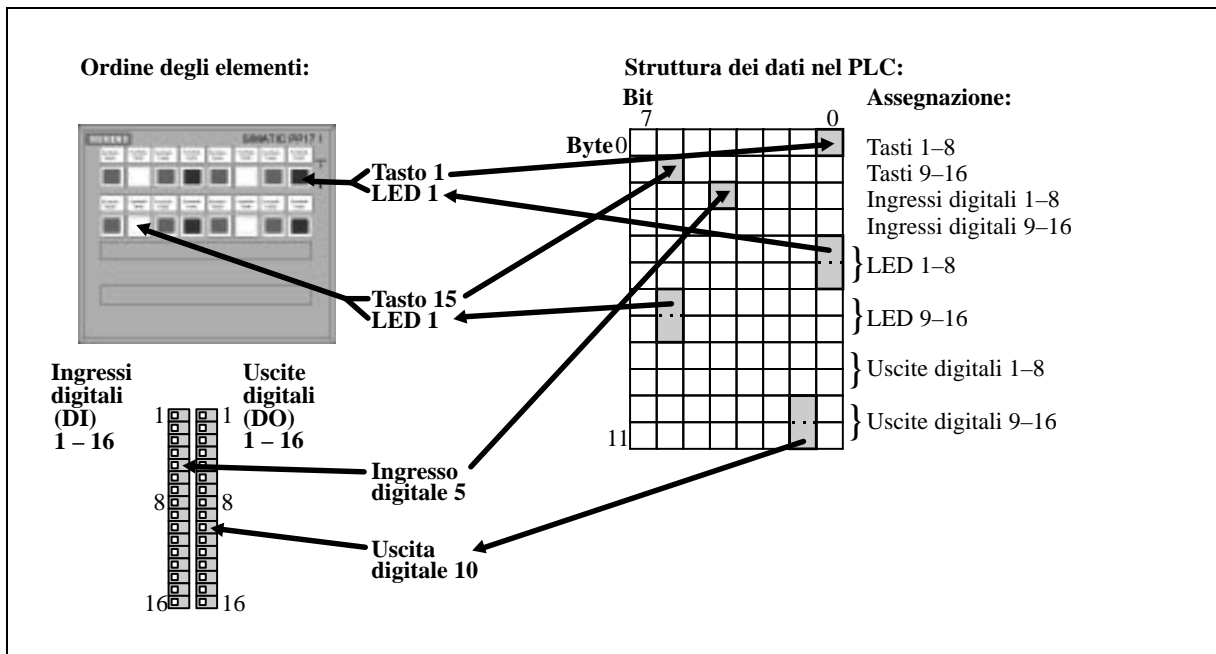 Ordine degli elementi:
Struttura dei dati nel PLC:
Bit
Assegnazione:
7
0
SIEMENS
SIMATIC PP17 I
Byte 0
Tasti 1–8
Tasti 9–16
Ingressi digitali 1–8
Ingressi digitali 9–16
} LED 1–8
} LED 9–16
} Uscite digitali 1–8
} Uscite digitali 9–16
11
Tasto 1
LED 1
Tasto 15
LED 1
Ingressi
digitali
(DI)
1 – 16
Uscite
digitali
(DO)
1 – 16
1
1
8
8
16
16
Ingresso
digitale 5
Uscita
digitale 10